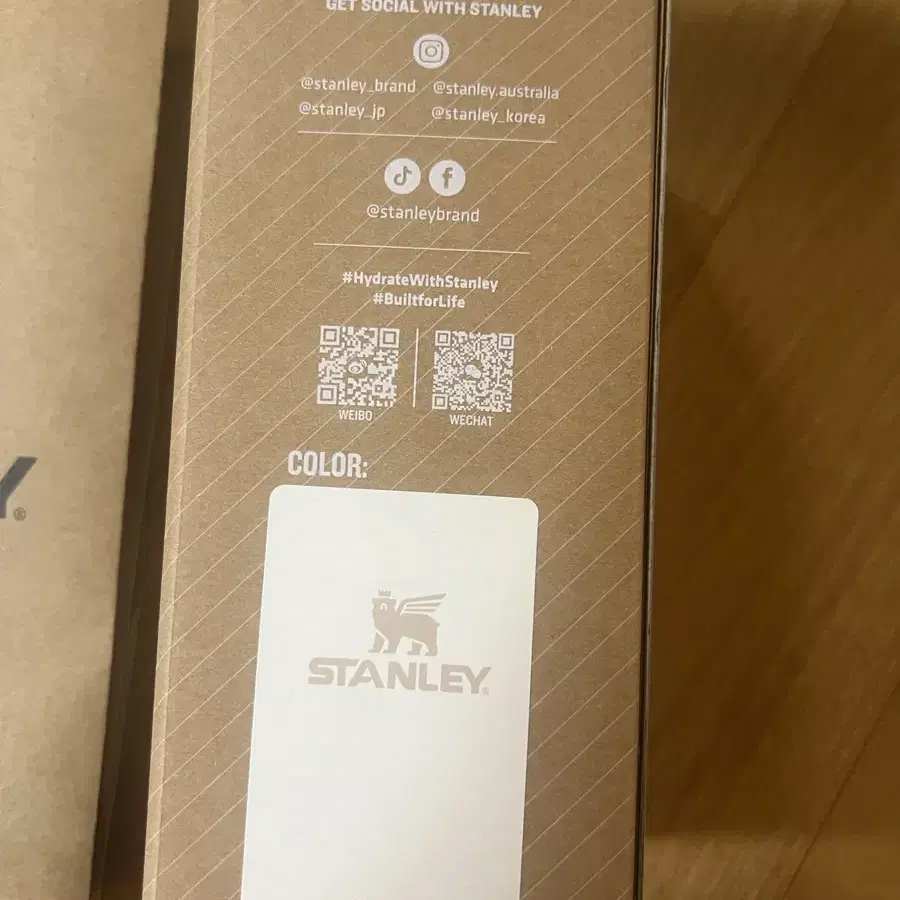 GET SOCIAL WITH STANLEY
@stanley_brand @stanley.australia
@stanley_jp @stanley_korea
@stanleybrand
#HydrateWithStanley
#BuiltforLife
WEIBO WECHAT
Y®
COLOR:
STANLEY®